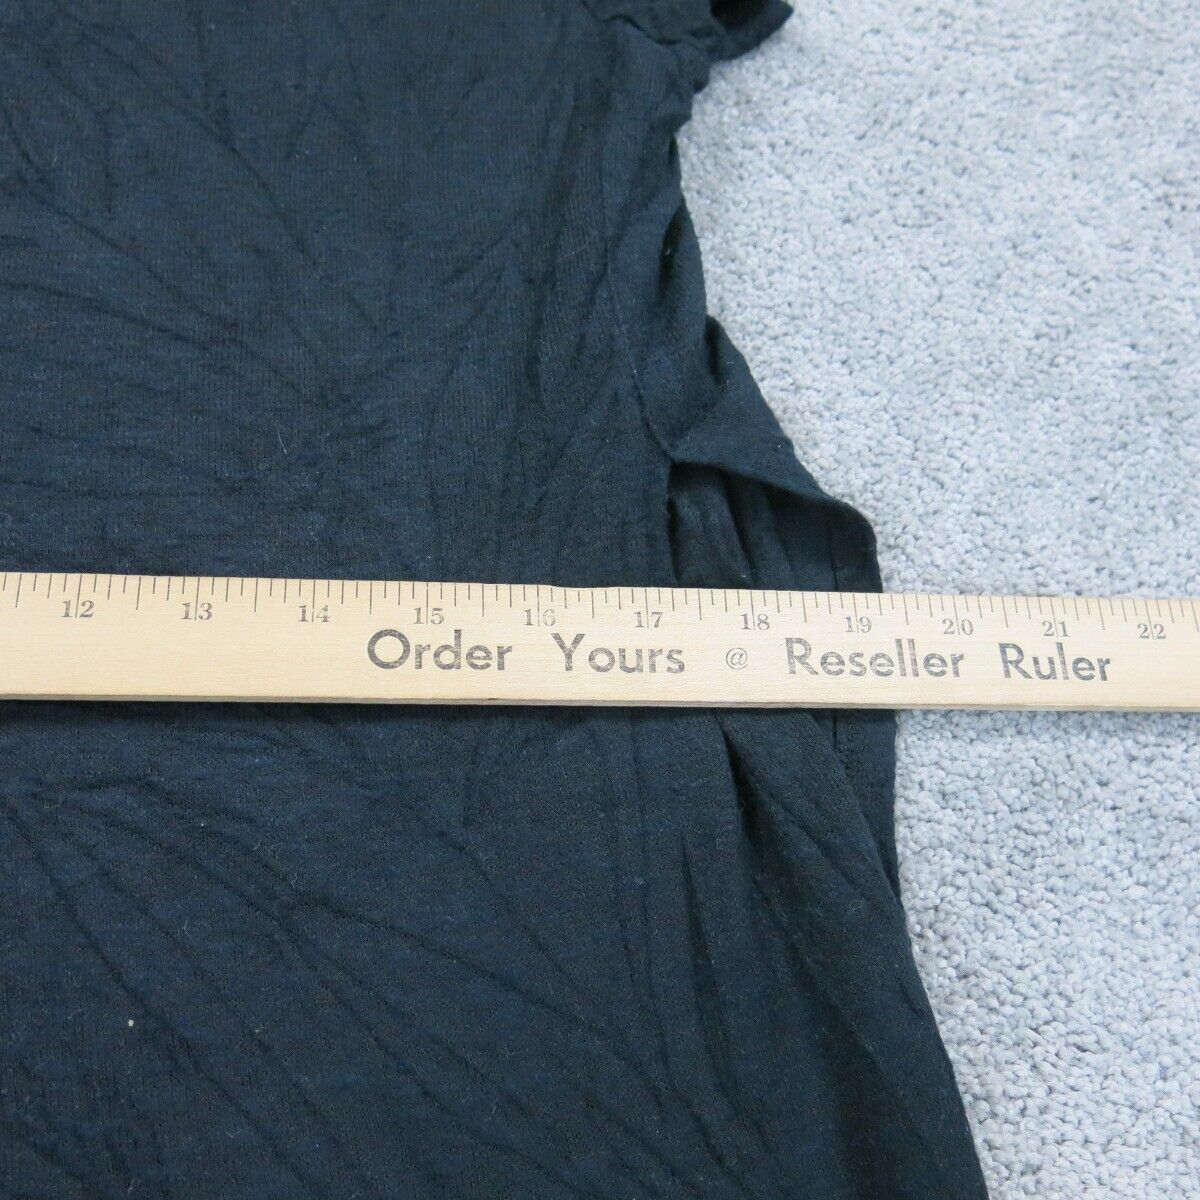 12 13 14 15 16 17 18 19 20 21 22
Order Yours @ Reseller Ruler